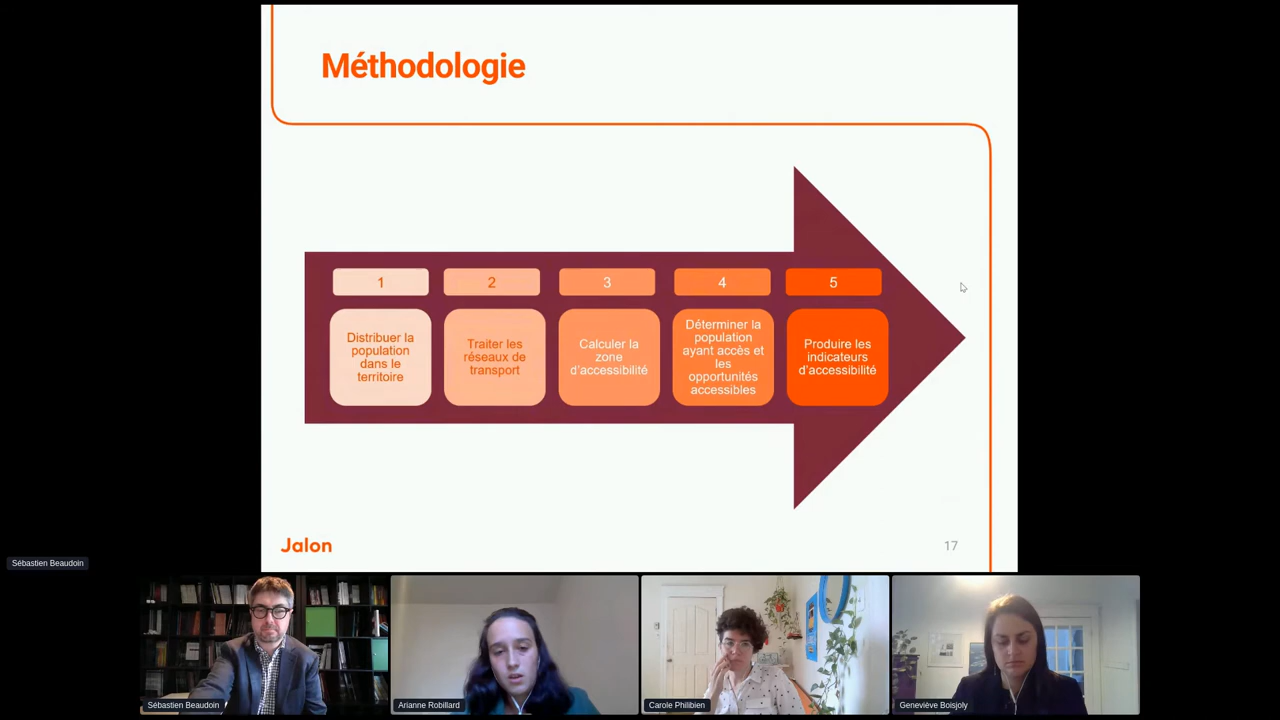 Méthodologie
1
2
3
4
5
Distribuer la
population
dans le
territoire
Traiter les
réseaux de
transport
Calculer la
zone
d'accessibilité
Déterminer la
population
ayant accès et
les
opportunités
accessibles
Produire les
indicateurs
d'accessibilité
Jalon
17
Sébastien Beaudoin
Sébastien Beaudoin
Arianne Robillard
Carole Philibien
Geneviève Boisjoly